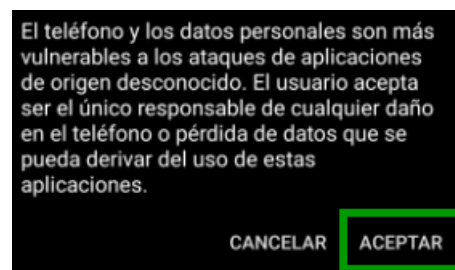 El teléfono y los datos personales son más
vulnerables a los ataques de aplicaciones
de origen desconocido. El usuario acepta
ser el único responsable de cualquier daño
en el teléfono o pérdida de datos que se
pueda derivar del uso de estas
aplicaciones.
CANCELAR ACEPTAR